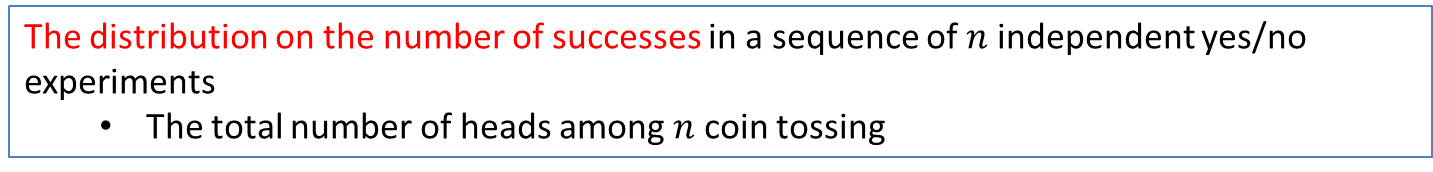 The distribution on the number of successes in a sequence of n independent yes/no
experiments
• The total number of heads among n coin tossing